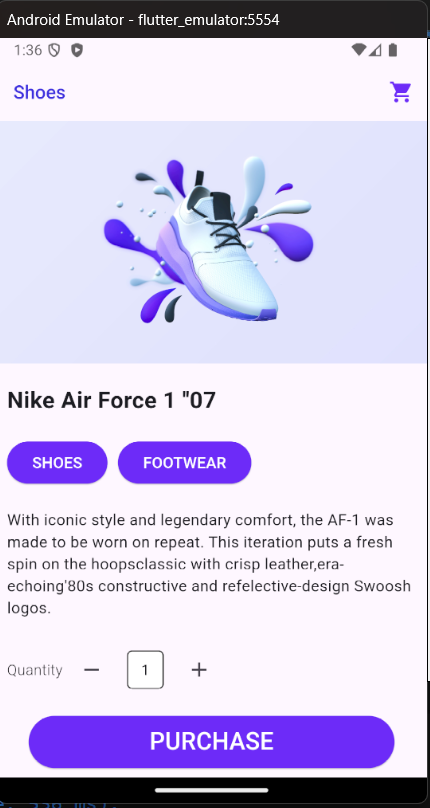 Android Emulator - flutter_emulator:5554
1:36
Shoes
Nike Air Force 1 "07
SHOES FOOTWEAR
With iconic style and legendary comfort, the AF-1 was
made to be worn on repeat. This iteration puts a fresh
spin on the hoopsclassic with crisp leather,era-
echoing'80s constructive and refelective-design Swoosh
logos.
Quantity − 1 +
PURCHASE